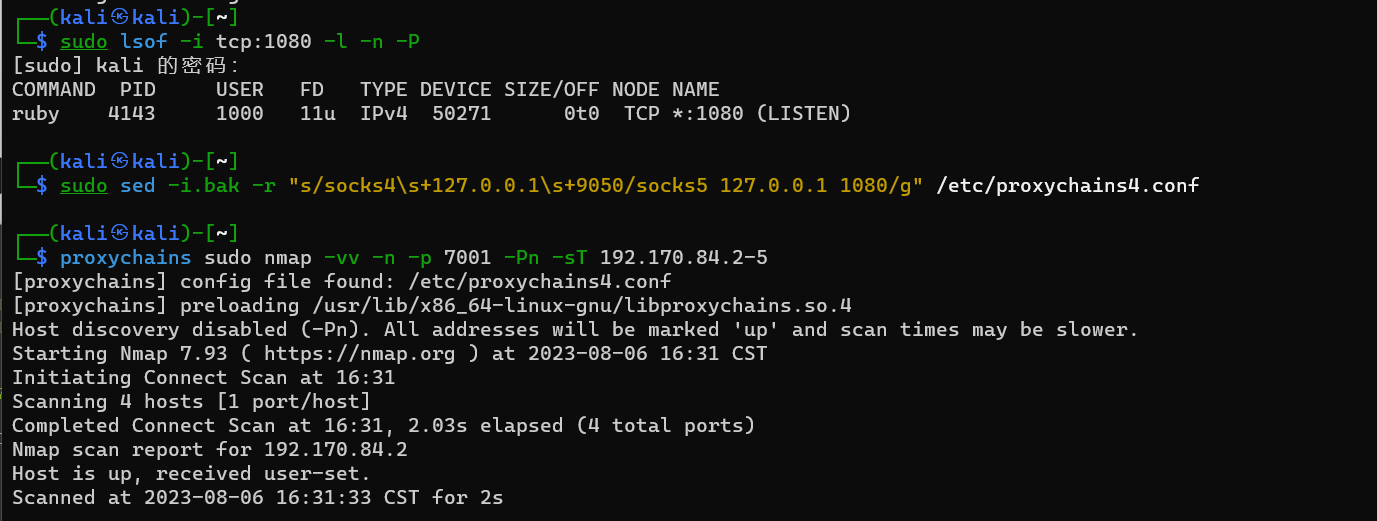 ┌──(kali㉿kali)-[~]
└─$ sudo lsof -i tcp:1080 -l -n -P
[sudo] kali 的密码：
COMMAND  PID     USER   FD   TYPE DEVICE SIZE/OFF NODE NAME
ruby    4143     1000   11u  IPv4  50271      0t0  TCP *:1080 (LISTEN)
┌──(kali㉿kali)-[~]
└─$ sudo sed -i.bak -r "s/socks4\s+127.0.0.1\s+9050/socks5 127.0.0.1 1080/g" /etc/proxychains4.conf
┌──(kali㉿kali)-[~]
└─$ proxychains sudo nmap -vv -n -p 7001 -Pn -sT 192.170.84.2-5
[proxychains] config file found: /etc/proxychains4.conf
[proxychains] preloading /usr/lib/x86_64-linux-gnu/libproxychains.so.4
Host discovery disabled (-Pn). All addresses will be marked 'up' and scan times may be slower.
Starting Nmap 7.93 ( https://nmap.org ) at 2023-08-06 16:31 CST
Initiating Connect Scan at 16:31
Scanning 4 hosts [1 port/host]
Completed Connect Scan at 16:31, 2.03s elapsed (4 total ports)
Nmap scan report for 192.170.84.2
Host is up, received user-set.
Scanned at 2023-08-06 16:31:33 CST for 2s